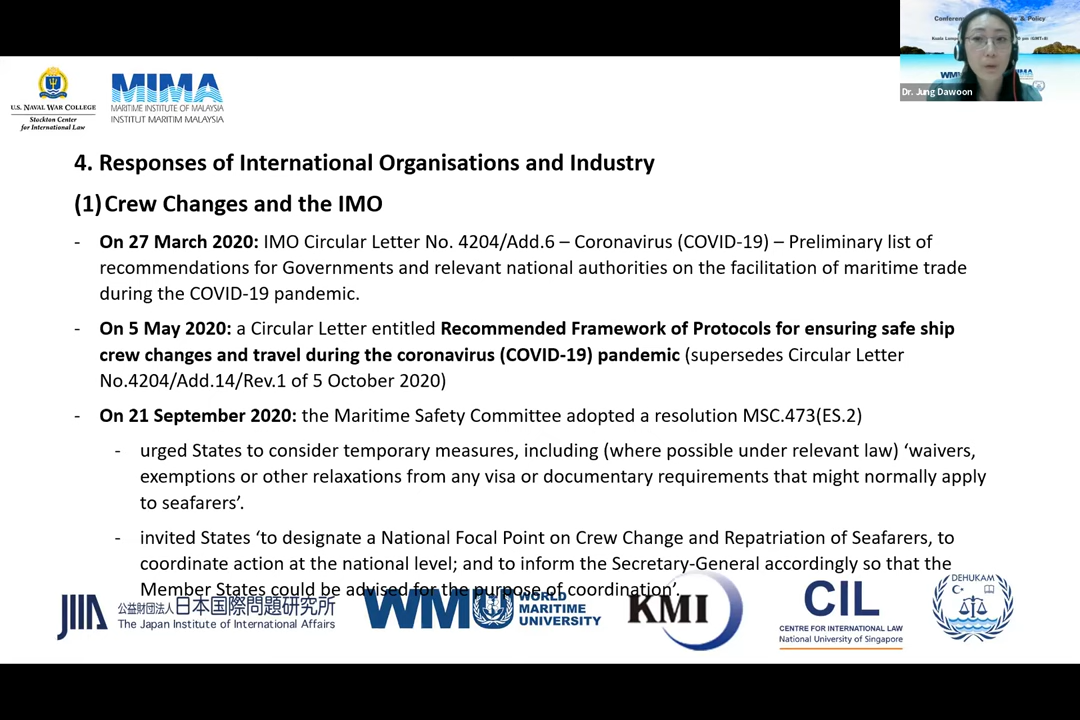 Conferen
w & Policy
Kuala Lump
pm (GMT+8)
WM
IMA
Dr. Jung Dawoon
U.S. NAVAL WAR COLLEGE
Stockton Center
for International Law
MIMA
MARITIME INSTITUTE OF MALAYSIA
INSTITUT MARITIM MALAYSIA
4. Responses of International Organisations and Industry
(1) Crew Changes and the IMO
- On 27 March 2020: IMO Circular Letter No. 4204/Add.6 – Coronavirus (COVID-19) – Preliminary list of
recommendations for Governments and relevant national authorities on the facilitation of maritime trade
during the COVID-19 pandemic.
- On 5 May 2020: a Circular Letter entitled Recommended Framework of Protocols for ensuring safe ship
crew changes and travel during the coronavirus (COVID-19) pandemic (supersedes Circular Letter
No.4204/Add.14/Rev.1 of 5 October 2020)
- On 21 September 2020: the Maritime Safety Committee adopted a resolution MSC.473(ES.2)
- urged States to consider temporary measures, including (where possible under relevant law) ‘waivers,
exemptions or other relaxations from any visa or documentary requirements that might normally apply
to seafarers’.
- invited States ‘to designate a National Focal Point on Crew Change and Repatriation of Seafarers, to
coordinate action at the national level; and to inform the Secretary-General accordingly so that the
Member States could be advised for the purpose of coordination’.
JIIA
公益財団法人 日本国際問題研究所
The Japan Institute of International Affairs
WMU
WORLD
MARITIME
UNIVERSITY
KMI
CIL
CENTRE FOR INTERNATIONAL LAW
National University of Singapore
DEHUKAM